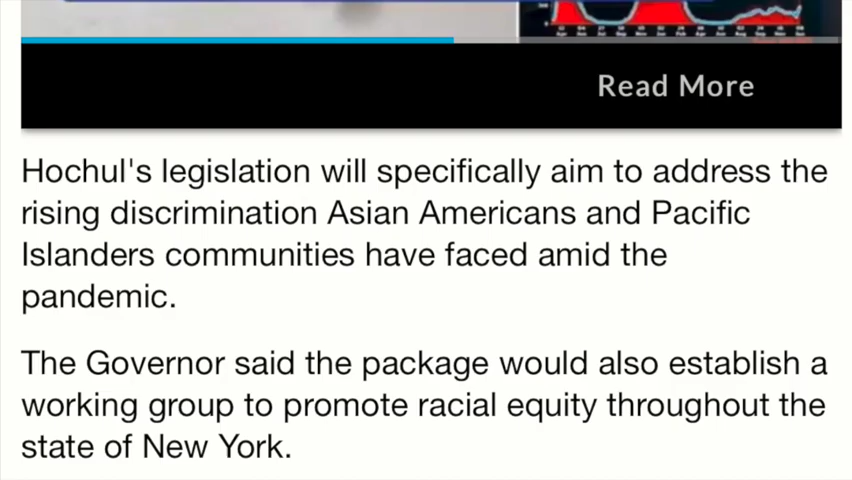 Read More
Hochul's legislation will specifically aim to address the
rising discrimination Asian Americans and Pacific
Islanders communities have faced amid the
pandemic.
The Governor said the package would also establish a
working group to promote racial equity throughout the
state of New York.